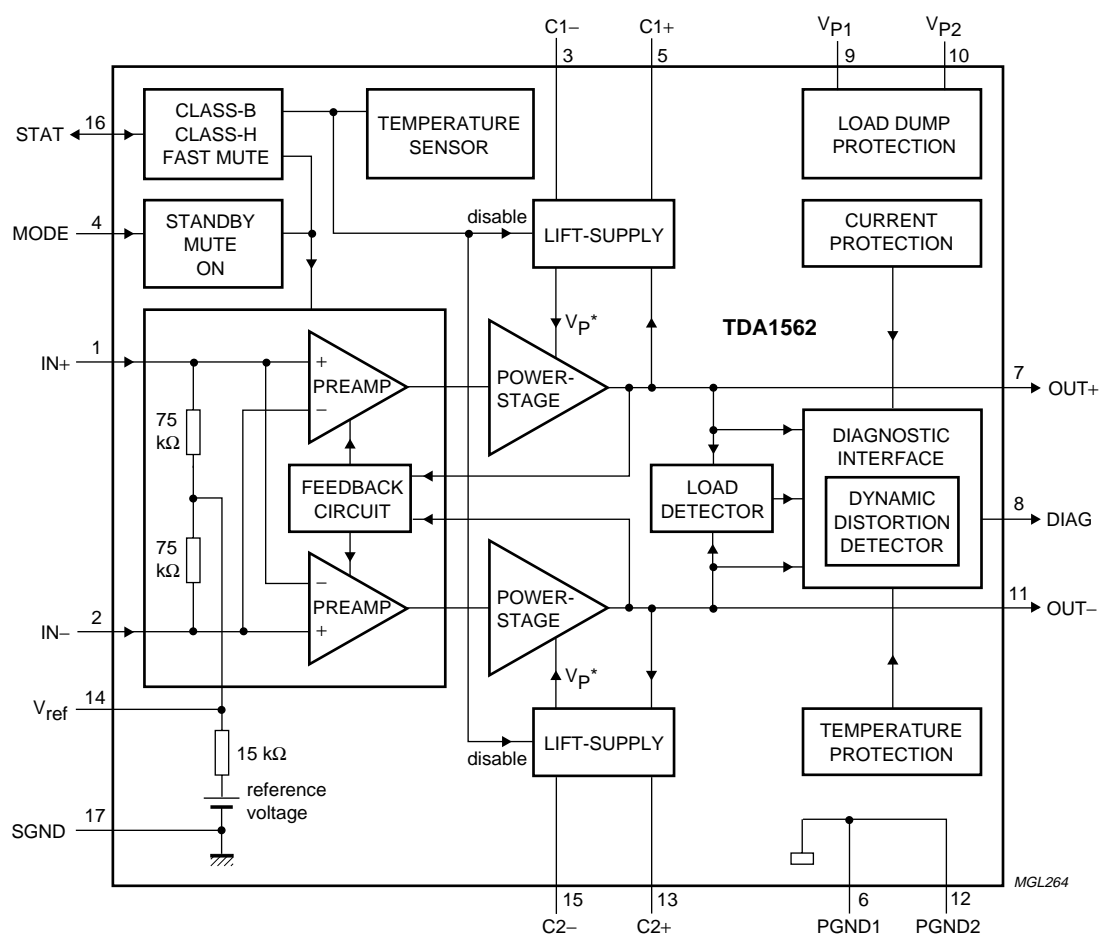 C1−
C1+
VP1
VP2
3
5
9
10
STAT
16
CLASS-B
CLASS-H
FAST MUTE
TEMPERATURE
SENSOR
LOAD DUMP
PROTECTION
MODE
4
STANDBY
MUTE
ON
disable
LIFT-SUPPLY
CURRENT
PROTECTION
VP*
TDA1562
IN+
1
+
PREAMP
−
POWER-
STAGE
7
OUT+
75
kΩ
FEEDBACK
CIRCUIT
LOAD
DETECTOR
DIAGNOSTIC
INTERFACE
DYNAMIC
DISTORTION
DETECTOR
8
DIAG
75
kΩ
−
PREAMP
+
POWER-
STAGE
11
OUT−
IN−
2
VP*
Vref
14
15 kΩ
disable
LIFT-SUPPLY
TEMPERATURE
PROTECTION
reference
voltage
SGND
17
MGL264
15
13
6
12
C2−
C2+
PGND1
PGND2